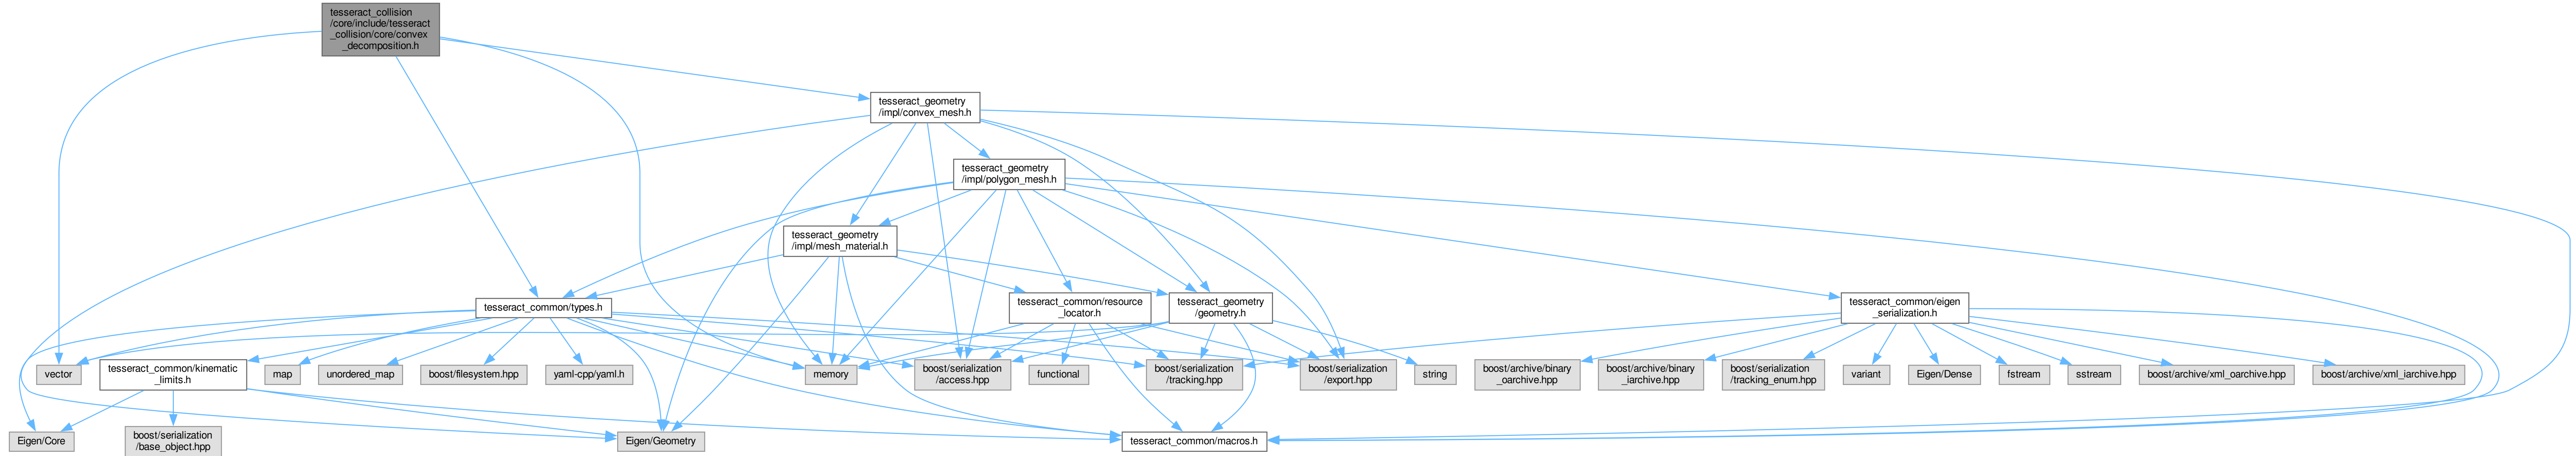 tesseract_collision
/core/include/tesseract
_collision/core/convex
_decomposition.h
tesseract_geometry
/impl/convex_mesh.h
tesseract_geometry
/impl/polygon_mesh.h
tesseract_geometry
/impl/mesh_material.h
tesseract_common/types.h
tesseract_common/resource
_locator.h
tesseract_geometry
/geometry.h
tesseract_common/eigen
_serialization.h
vector
tesseract_common/kinematic
_limits.h
map
unordered_map
boost/filesystem.hpp
yaml-cpp/yaml.h
memory
boost/serialization
/access.hpp
functional
boost/serialization
/tracking.hpp
boost/serialization
/export.hpp
string
boost/archive/binary
_oarchive.hpp
boost/archive/binary
_iarchive.hpp
boost/serialization
/tracking_enum.hpp
variant
Eigen/Dense
fstream
sstream
boost/archive/xml_oarchive.hpp
boost/archive/xml_iarchive.hpp
Eigen/Core
boost/serialization
/base_object.hpp
Eigen/Geometry
tesseract_common/macros.h